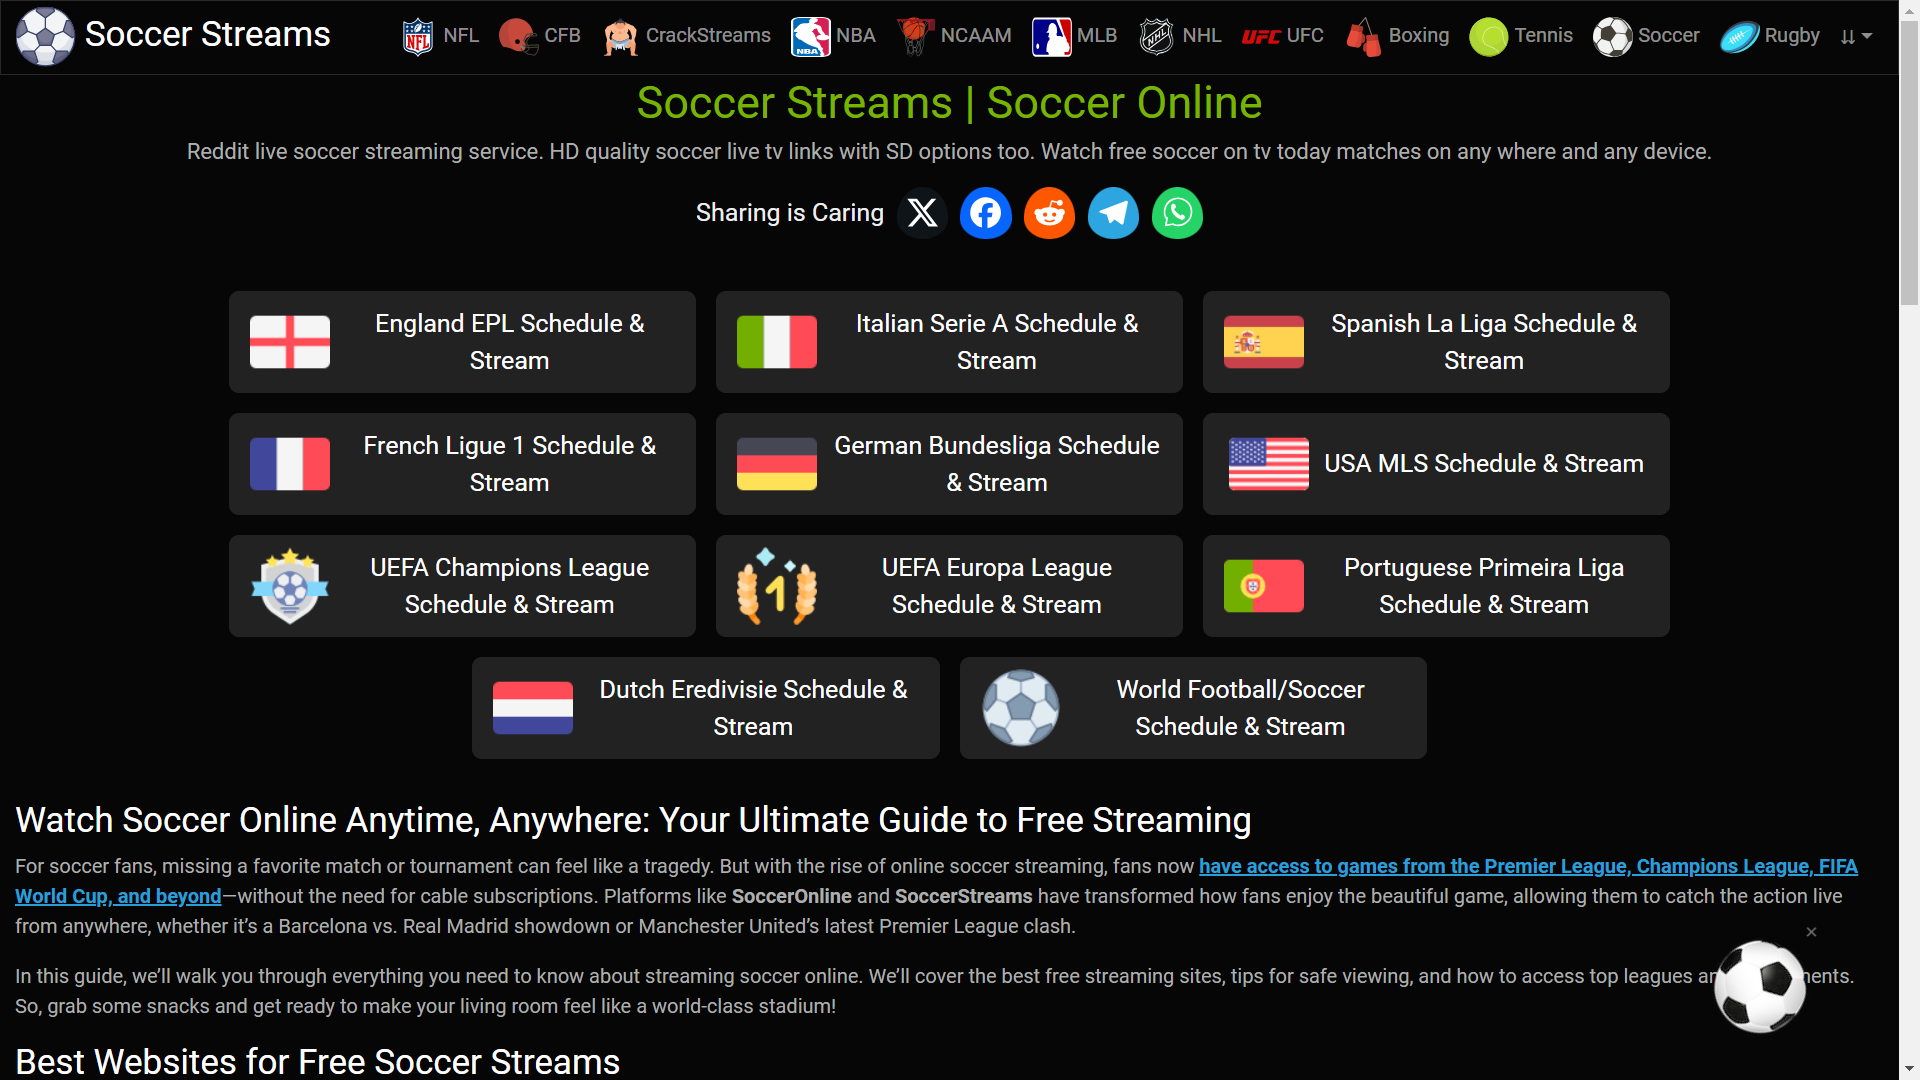 Soccer Streams
NFL CFB CrackStreams NBA NCAAM MLB NHL UFC UFC Boxing Tennis Soccer Rugby
Soccer Streams | Soccer Online
Reddit live soccer streaming service. HD quality soccer live tv links with SD options too. Watch free soccer on tv today matches on any where and any device.
Sharing is Caring
England EPL Schedule &
Stream
Italian Serie A Schedule &
Stream
Spanish La Liga Schedule &
Stream
French Ligue 1 Schedule &
Stream
German Bundesliga Schedule
& Stream
USA MLS Schedule & Stream
UEFA Champions League
Schedule & Stream
1
UEFA Europa League
Schedule & Stream
Portuguese Primeira Liga
Schedule & Stream
Dutch Eredivisie Schedule &
Stream
World Football/Soccer
Schedule & Stream
Watch Soccer Online Anytime, Anywhere: Your Ultimate Guide to Free Streaming
For soccer fans, missing a favorite match or tournament can feel like a tragedy. But with the rise of online soccer streaming, fans now have access to games from the Premier League, Champions League, FIFA
World Cup, and beyond—without the need for cable subscriptions. Platforms like SoccerOnline and SoccerStreams have transformed how fans enjoy the beautiful game, allowing them to catch the action live
from anywhere, whether it’s a Barcelona vs. Real Madrid showdown or Manchester United’s latest Premier League clash.
In this guide, we’ll walk you through everything you need to know about streaming soccer online. We’ll cover the best free streaming sites, tips for safe viewing, and how to access top leagues
So, grab some snacks and get ready to make your living room feel like a world-class stadium!
Best Websites for Free Soccer Streams